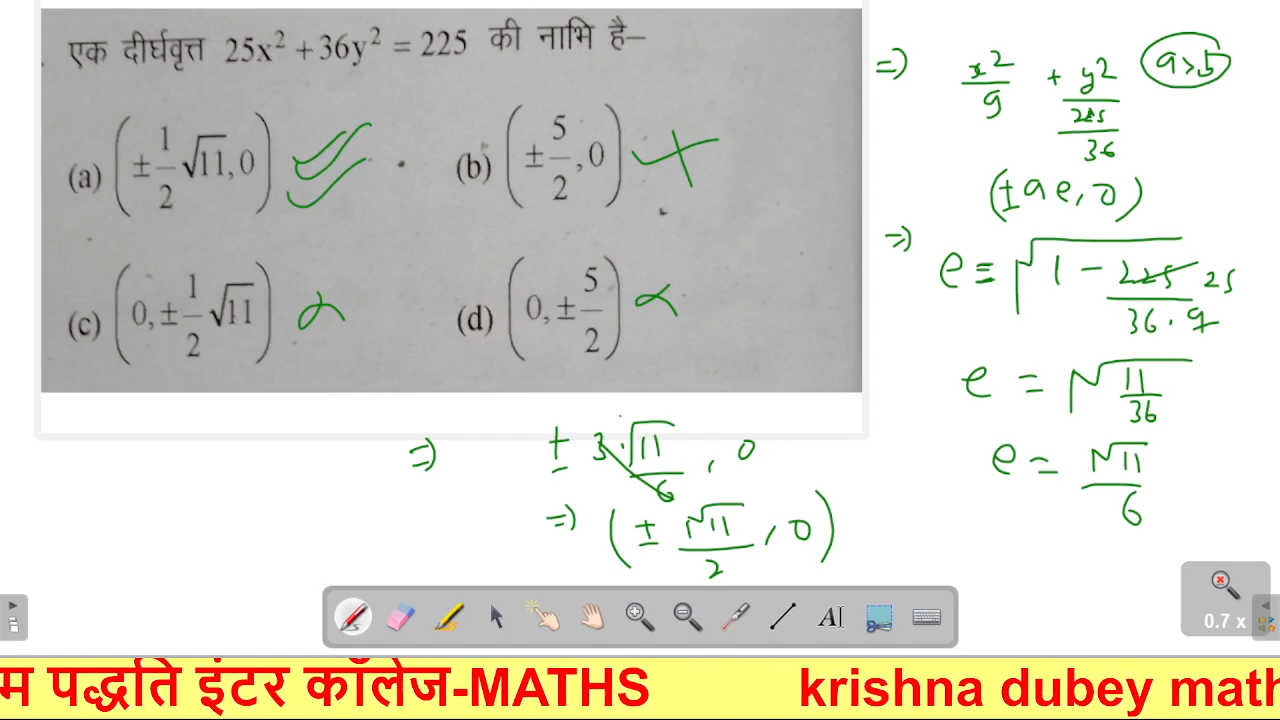 एक दीर्घवृत्त 25x² + 36y² = 225 की नाभि है–
(a) (±1/2 √11, 0)
(b) (±5/2, 0)
(c) (0, ±1/2 √11)
(d) (0, ±5/2)
=> x²/9 + y²/(225/36) a>b
(±ae, 0)
=> e = √(1 - 225/36·9) 25
e = √(11/36)
e = √11/6
=> ± 3·√11/6, 0
=> (± √11/2, 0)
AI
0.7 x
म पद्धति इंटर कॉलेज-MATHS krishna dubey math